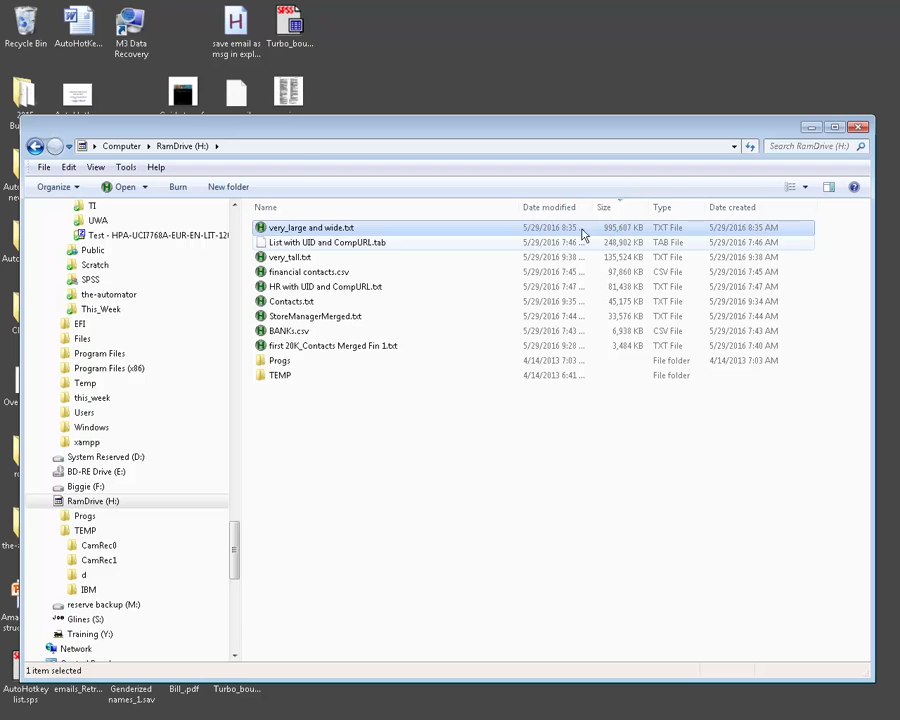 Recycle Bin
AutoHotKe...
M3 Data
Recovery
save email as
msg in expl...
Turbo_bou...
SPSS
Computer
RamDrive (H:)
Search RamDrive (H:)
File Edit View Tools Help
Organize Open Burn New folder
TI
UWA
Test - HPA-UCI7768A-EUR-EN-LIT-120
Public
Scratch
SPSS
the-automator
This_Week
EFI
Files
Program Files
Program Files (x86)
Temp
this_week
Users
Windows
xampp
System Reserved (D:)
BD-RE Drive (E:)
Biggie (F:)
RamDrive (H:)
Progs
TEMP
CamRec0
CamRec1
d
IBM
reserve backup (M:)
Glines (S:)
Training (Y:)
Network
Name Date modified Size Type Date created
very_large and wide.txt 5/29/2016 8:35 ... 995,607 KB TXT File 5/29/2016 8:35 AM
List with UID and CompURL.tab 5/29/2016 7:46 ... 248,902 KB TAB File 5/29/2016 7:46 AM
very_tall.txt 5/29/2016 9:38 ... 135,524 KB TXT File 5/29/2016 9:38 AM
financial contacts.csv 5/29/2016 7:45 ... 97,860 KB CSV File 5/29/2016 7:45 AM
HR with UID and CompURL.txt 5/29/2016 7:47 ... 81,438 KB TXT File 5/29/2016 7:47 AM
Contacts.txt 5/29/2016 9:35 ... 45,175 KB TXT File 5/29/2016 9:34 AM
StoreManagerMerged.txt 5/29/2016 7:44 ... 33,576 KB TXT File 5/29/2016 7:44 AM
BANKs.csv 5/29/2016 7:43 ... 6,938 KB CSV File 5/29/2016 7:43 AM
first 20K_Contacts Merged Fin 1.txt 5/29/2016 9:28 ... 3,484 KB TXT File 5/29/2016 7:40 AM
Progs 4/14/2013 7:03 ... File folder 4/14/2013 7:03 AM
TEMP 4/14/2013 6:41 ... File folder
1 item selected
AutoHotkey
list.sps
emails_Retr...
Genderized
names_1.sav
Bill_.pdf
Turbo_bou...